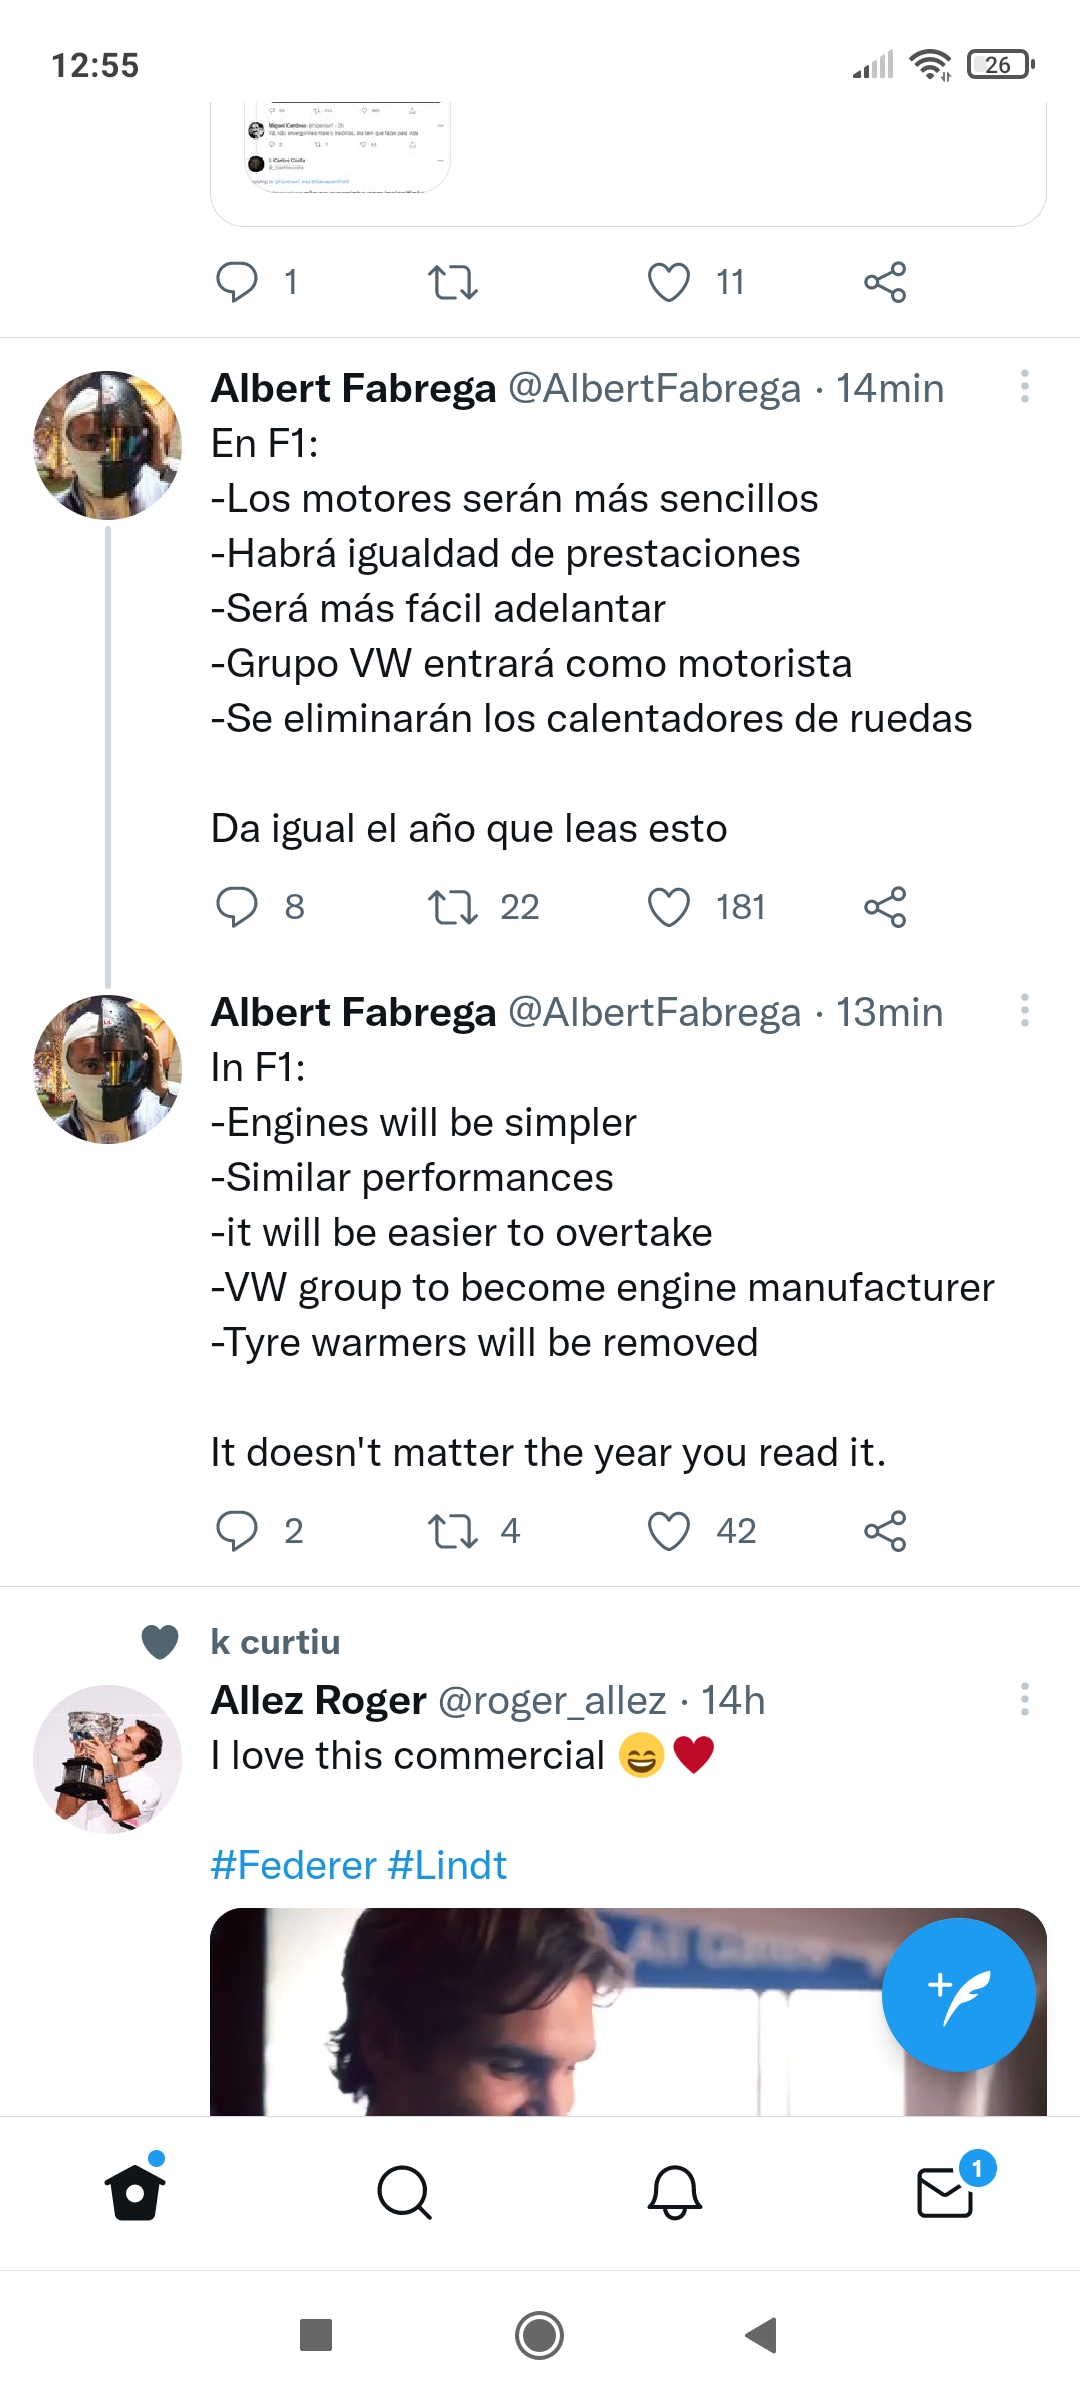 12:55
26
Miguel Cardoso
J. Carlos Costa
1 11
Albert Fabrega @AlbertFabrega · 14min
En F1:
-Los motores serán más sencillos
-Habrá igualdad de prestaciones
-Será más fácil adelantar
-Grupo VW entrará como motorista
-Se eliminarán los calentadores de ruedas
Da igual el año que leas esto
8 22 181
Albert Fabrega @AlbertFabrega · 13min
In F1:
-Engines will be simpler
-Similar performances
-it will be easier to overtake
-VW group to become engine manufacturer
-Tyre warmers will be removed
It doesn't matter the year you read it.
2 4 42
k curtiu
Allez Roger @roger_allez · 14h
I love this commercial 😄♥
#Federer #Lindt
1